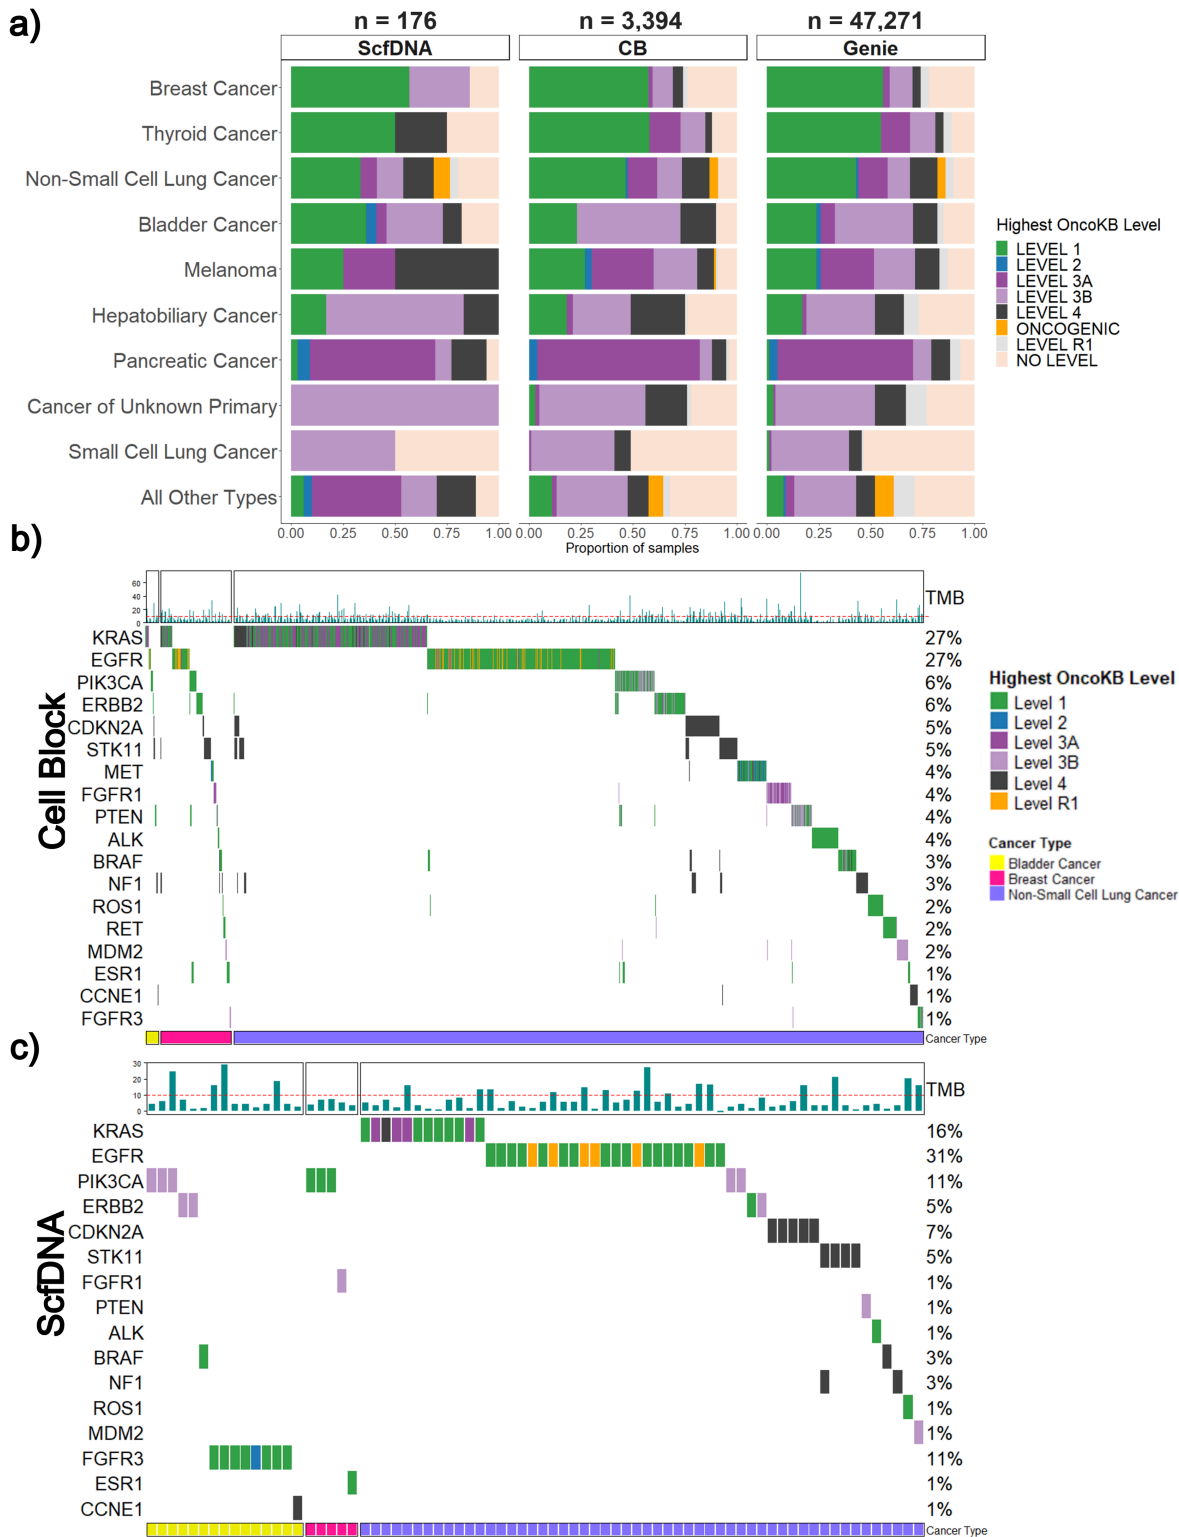 a)
n = 176
n = 3,394
n = 47,271
ScfDNA
CB
Genie
Breast Cancer
Thyroid Cancer
Non-Small Cell Lung Cancer
Bladder Cancer
Melanoma
Hepatobiliary Cancer
Pancreatic Cancer
Cancer of Unknown Primary
Small Cell Lung Cancer
All Other Types
0.00 0.25 0.50 0.75 1.00
0.00 0.25 0.50 0.75 1.00
0.00 0.25 0.50 0.75 1.00
Proportion of samples
Highest OncoKB Level
LEVEL 1
LEVEL 2
LEVEL 3A
LEVEL 3B
LEVEL 4
ONCOGENIC
LEVEL R1
NO LEVEL
b)
Cell Block
60
40
20
0
TMB
KRAS 27%
EGFR 27%
PIK3CA 6%
ERBB2 6%
CDKN2A 5%
STK11 5%
MET 4%
FGFR1 4%
PTEN 4%
ALK 4%
BRAF 3%
NF1 3%
ROS1 2%
RET 2%
MDM2 2%
ESR1 1%
CCNE1 1%
FGFR3 1%
Cancer Type
Highest OncoKB Level
Level 1
Level 2
Level 3A
Level 3B
Level 4
Level R1
Cancer Type
Bladder Cancer
Breast Cancer
Non-Small Cell Lung Cancer
c)
ScfDNA
30
20
10
0
TMB
KRAS 16%
EGFR 31%
PIK3CA 11%
ERBB2 5%
CDKN2A 7%
STK11 5%
FGFR1 1%
PTEN 1%
ALK 1%
BRAF 3%
NF1 3%
ROS1 1%
MDM2 1%
FGFR3 11%
ESR1 1%
CCNE1 1%
Cancer Type